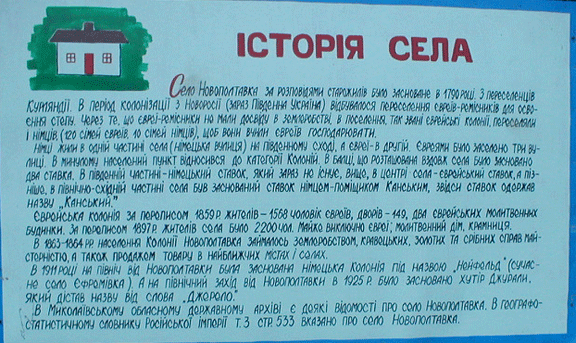 ІСТОРІЯ СЕЛА
Село Новополтавка за розповідями старожилів було засноване в 1790 році. З переселенців
Курляндії. В період колонізації з Новоросії (зараз Південна Україна) відбувалося переселення євреїв-ремісників для осво-
єння степу. Через те, що євреї-ремісники не мали досвіду в землеробстві, в поселення, так звані єврейські колонії, переселяли
і німців, (120 сімей євреїв, 10 сімей німців), щоб вони вчили євреїв господарювати.
Німці жили в одній частині села (німецька вулиця) на південному сході, а євреї-в другій. Євреями було заселено три ву-
лиці. В минулому населений пункт відносився до категорії Колоній. В балці, що розташована вздовж села було засновано
два ставка. В південній частині-німецький ставок, який зараз не існує, вище, в центрі села-єврейський ставок, а піз-
ніше, в північно-східній частині села був заснований ставок німцем-поміщиком Канським, звідси ставок одержав
назву „Канський."
Єврейська колонія за переписом 1859 р. жителів - 1568 чоловік євреїв, дворів - 149, два єврейських молитвенних
будинки. За переписом 1897 р. жителів села було 2200 чол. Майже виключно євреї; молитвенний дім, крамниця.
В 1863-1864 рр. населення Колонії Новополтавка займалось землеробством, кривецьких, золотих та срібних справ май-
стерністю, а також продажом товару в найближчих містах і селах.
В 1911 році на північ від Новополтавки була заснована німецька колонія під назвою „Нейфельд" (сучас-
не село Єфромівка). А на північний захід від Новополтавки в 1925 р. було засновано хутір Джурали,
який дістав назву від слова „Джерело."
В Миколаївському обласному державному архіві є деякі відомості про село Новополтавка. В географо-
статистичному словнику Російської імперії т. 3 стр. 533 вказано про село Новополтавка.